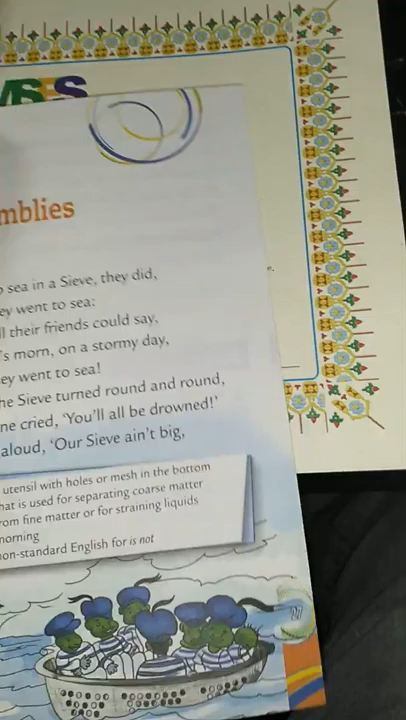 mblies
sea in a Sieve, they did,
ey went to sea:
ll their friends could say,
's morn, on a stormy day,
ey went to sea!
he Sieve turned round and round,
ne cried, ‘You'll all be drowned!’
aloud, ‘Our Sieve ain't big,
utensil with holes or mesh in the bottom
hat is used for separating coarse matter
rom fine matter or for straining liquids
morning
non-standard English for is not
27